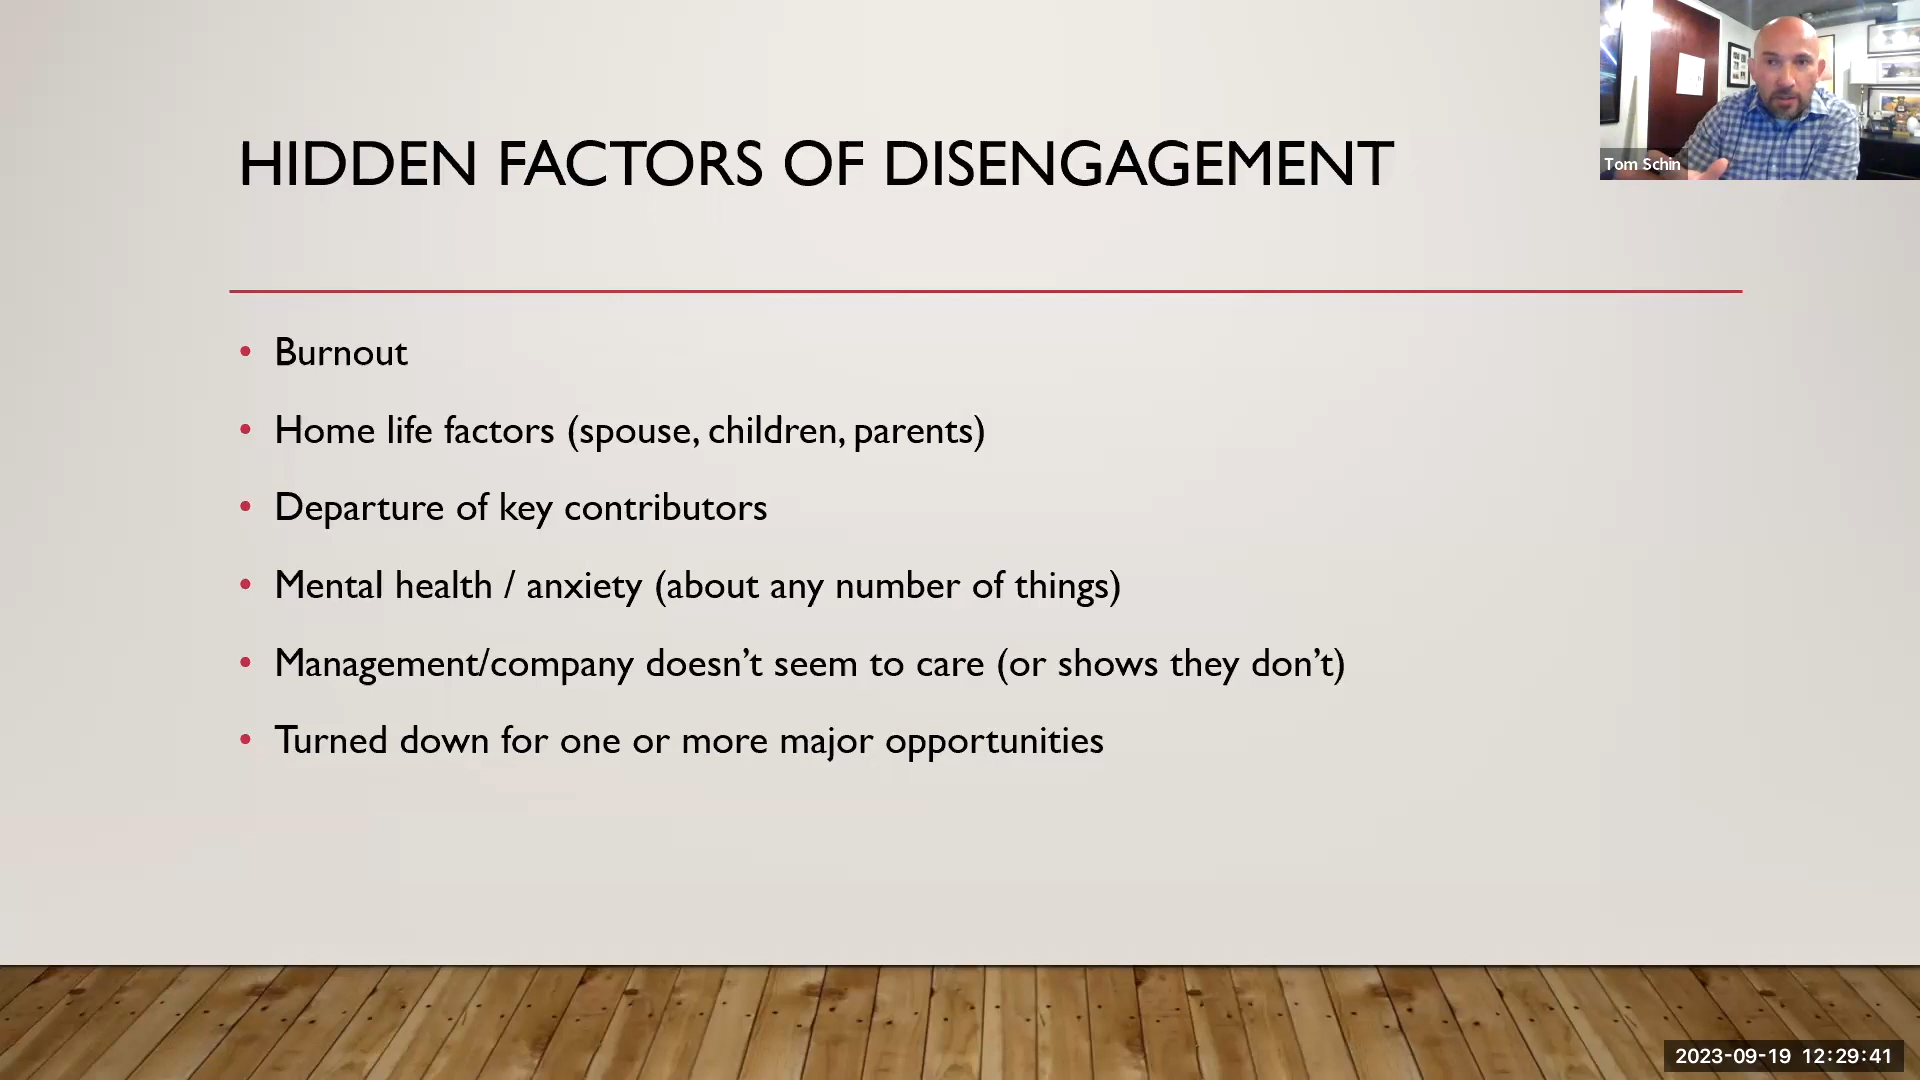 HIDDEN FACTORS OF DISENGAGEMENT
Tom Schin
• Burnout
• Home life factors (spouse, children, parents)
• Departure of key contributors
• Mental health / anxiety (about any number of things)
• Management/company doesn’t seem to care (or shows they don’t)
• Turned down for one or more major opportunities
2023-09-19 12:29:41